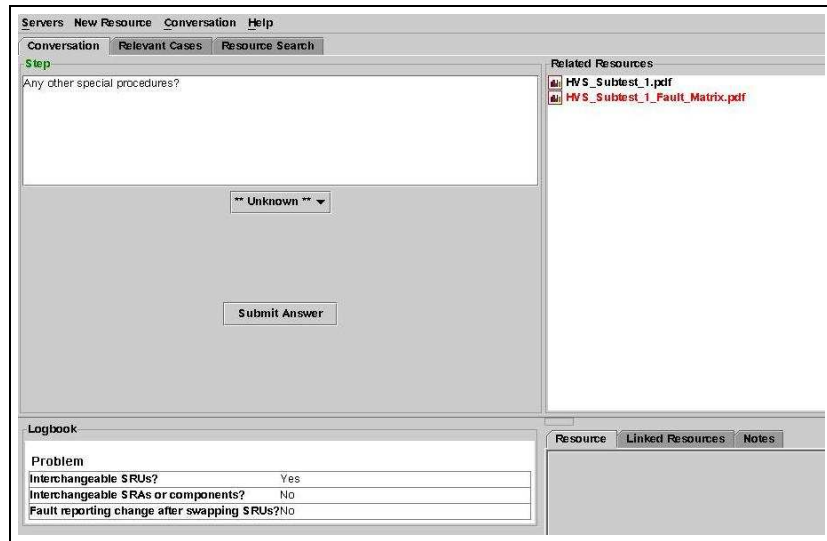 Servers New Resource Conversation Help
Conversation Relevant Cases Resource Search
Step
Any other special procedures?
** Unknown **
Submit Answer
Related Resources
HVS_Subtest_1.pdf
HVS_Subtest_1_Fault_Matrix.pdf
Logbook
Problem
Interchangeable SRUs? Yes
Interchangeable SRAs or components? No
Fault reporting change after swapping SRUs? No
Resource Linked Resources Notes